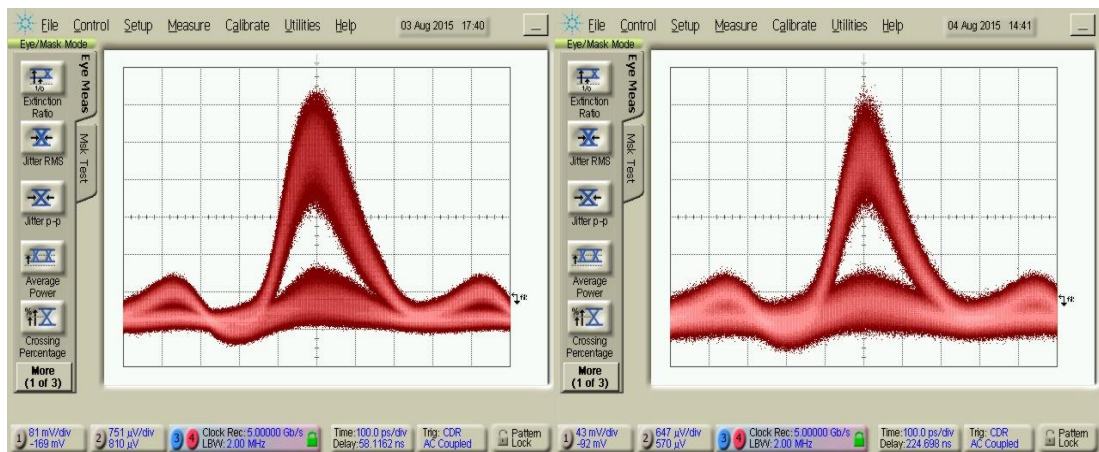 File Control Setup Measure Calibrate Utilities Help 03 Aug 2015 17:40
Eye/Mask Mode
Eye Meas
Msk Test
1/0
Extinction
Ratio
Jitter RMS
Jitter p-p
Average
Power
%
Crossing
Percentage
More
(1 of 3)
1) 81 mV/div
-169 mV
2) 751 µV/div
810 µV
3 4 Clock Rec: 5.00000 Gb/s
LBW: 2.00 MHz
Time:100.0 ps/div
Delay:58.1162 ns
Trig: CDR
AC Coupled
Pattern
Lock
File Control Setup Measure Calibrate Utilities Help 04 Aug 2015 14:41
Eye/Mask Mode
Eye Meas
Msk Test
1/0
Extinction
Ratio
Jitter RMS
Jitter p-p
Average
Power
%
Crossing
Percentage
More
(1 of 3)
1) 43 mV/div
-92 mV
2) 647 µV/div
570 µV
3 4 Clock Rec: 5.00000 Gb/s
LBW: 2.00 MHz
Time:100.0 ps/div
Delay:224.698 ns
Trig: CDR
AC Coupled
Pattern
Lock